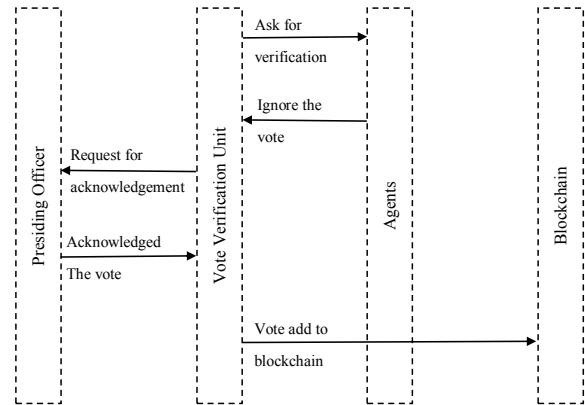 Ask for
verification
Ignore the
vote
Request for
acknowledgement
Acknowledged
The vote
Vote add to
blockchain
Presiding Officer
Vote Verification Unit
Agents
Blockchain